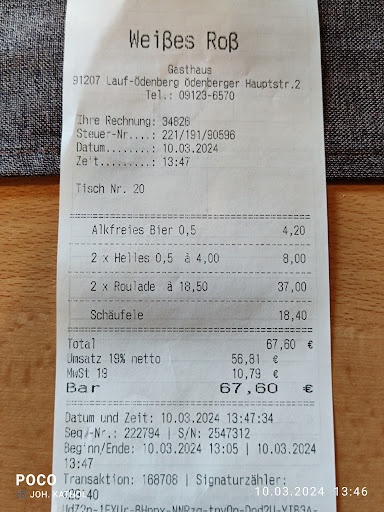 Weißes Roß
Gasthaus
91207 Lauf-Ödenberg Ödenberger Hauptstr.2
Tel.: 09123-6570
Ihre Rechnung: 34826
Steuer-Nr....: 221/191/90596
Datum........: 10.03.2024
Zeit.........: 13:47
Tisch Nr. 20
Alkfreies Bier 0,5 4,20
2 x Helles 0,5 à 4,00 8,00
2 x Roulade à 18,50 37,00
Schäufele 18,40
Total 67,60 €
Umsatz 19% netto 56,81 €
MwSt 19 10,79 €
Bar 67,60 €
Datum und Zeit: 10.03.2024 13:47:34
Seq.-Nr.: 222794 | S/N: 2547312
Beginn/Ende: 10.03.2024 13:05 | 10.03.2024
13:47
Transaktion: 168708 | Signaturzähler:
40
POCO
10.03.2024 13:46